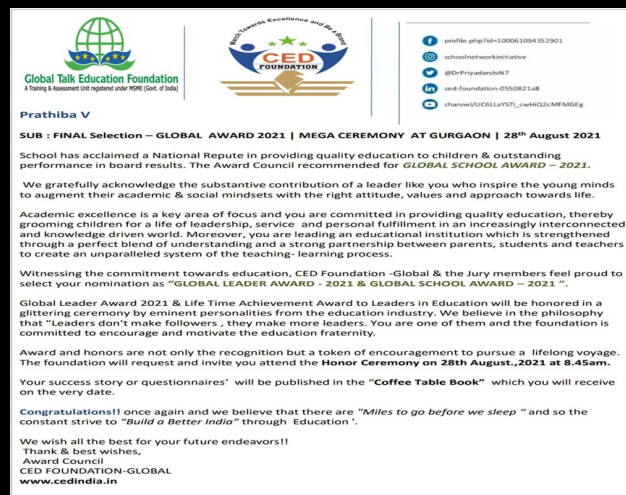 Global Talk Education Foundation
A Training & Assessment Unit registered under MSME (Govt. of India)
March Towards Excellence and Be a Brand
CED
FOUNDATION
profile.php?id=100061094352901
schoolnetworkinitiative
@DrPriyadarshiN7
ced-foundation-0550821a8
Prathiba V
SUB : FINAL Selection – GLOBAL AWARD 2021 | MEGA CEREMONY AT GURGAON | 28th August 2021
School has acclaimed a National Repute in providing quality education to children & outstanding
performance in board results. The Award Council recommended for GLOBAL SCHOOL AWARD – 2021.
We gratefully acknowledge the substantive contribution of a leader like you who inspire the young minds
to augment their academic & social mindsets with the right attitude, values and approach towards life.
Academic excellence is a key area of focus and you are committed in providing quality education, thereby
grooming children for a life of leadership, service and personal fulfillment in an increasingly interconnected
and knowledge driven world. Moreover, you are leading an educational institution which is strengthened
through a perfect blend of understanding and a strong partnership between parents, students and teachers
to create an unparalleled system of the teaching- learning process.
Witnessing the commitment towards education, CED Foundation -Global & the Jury members feel proud to
select your nomination as "GLOBAL LEADER AWARD - 2021 & GLOBAL SCHOOL AWARD – 2021 ".
Global Leader Award 2021 & Life Time Achievement Award to Leaders in Education will be honored in a
glittering ceremony by eminent personalities from the education industry. We believe in the philosophy
that "Leaders don't make followers , they make more leaders. You are one of them and the foundation is
committed to encourage and motivate the education fraternity.
Award and honors are not only the recognition but a token of encouragement to pursue a lifelong voyage.
The foundation will request and invite you attend the Honor Ceremony on 28th August.,2021 at 8.45am.
Your success story or questionnaires' will be published in the "Coffee Table Book" which you will receive
on the very date.
Congratulations!! once again and we believe that there are "Miles to go before we sleep " and so the
constant strive to "Build a Better India" through Education '.
We wish all the best for your future endeavors!!
Thank & best wishes,
Award Council
CED FOUNDATION-GLOBAL
www.cedindia.in